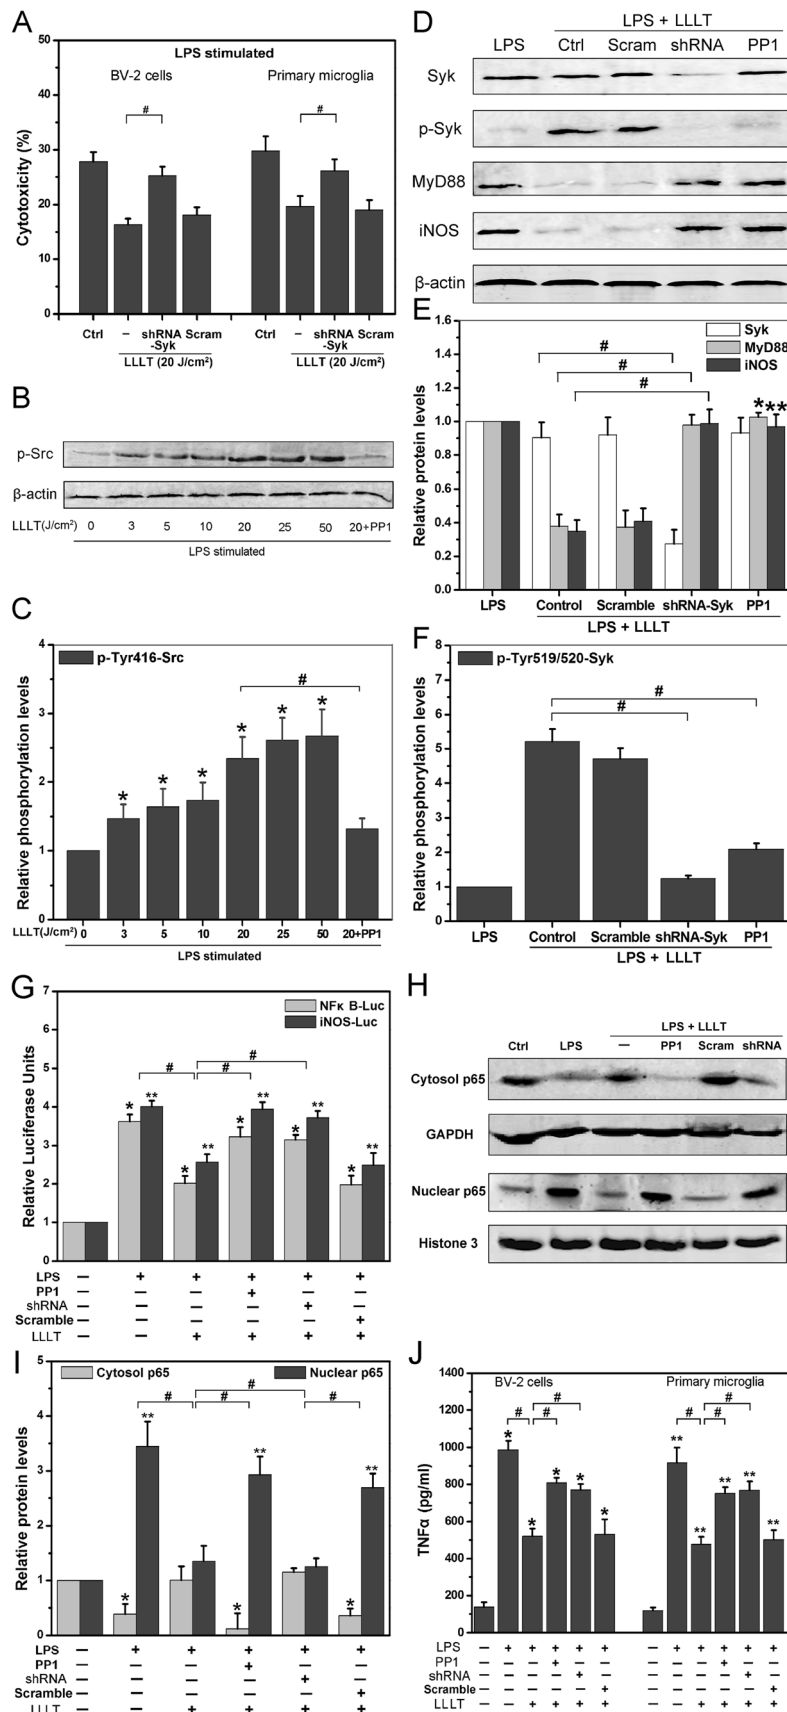 A
LPS stimulated
BV-2 cells
Primary microglia
#
#
Cytotoxicity (%)
50
40
30
20
10
0
Ctrl – shRNA Scram Ctrl – shRNA Scram
-Syk -Syk
LLLT (20 J/cm²) LLLT (20 J/cm²)
B
p-Src
β-actin
LLLT(J/cm²) 0 3 5 10 20 25 50 20+PP1
LPS stimulated
C
p-Tyr416-Src
#
* * * * * *
Relative phosphorylation levels
4
3
2
1
0
LLLT(J/cm²) 0 3 5 10 20 25 50 20+PP1
LPS stimulated
D
LPS + LLLT
LPS Ctrl Scram shRNA PP1
Syk
p-Syk
MyD88
iNOS
β-actin
E
Syk
MyD88
iNOS
#
#
#
* **
Relative protein levels
1.6
1.4
1.2
1.0
0.8
0.6
0.4
0.2
0.0
LPS Control Scramble shRNA-Syk PP1
LPS + LLLT
F
p-Tyr519/520-Syk
#
#
Relative phosphorylation levels
8
7
6
5
4
3
2
1
0
LPS Control Scramble shRNA-Syk PP1
LPS + LLLT
G
NFκ B-Luc
iNOS-Luc
#
# #
* ** * ** * ** * ** * **
Relative Luciferase Units
7
6
5
4
3
2
1
0
LPS – + + + + +
PP1 – – – + – –
shRNA – – – – + –
Scramble – – – – – +
LLLT – – + + + +
H
LPS + LLLT
Ctrl LPS – PP1 Scram shRNA
Cytosol p65
GAPDH
Nuclear p65
Histone 3
I
Cytosol p65
Nuclear p65
#
# # #
* ** * ** * **
Relative protein levels
5
4
3
2
1
0
LPS – + + + + +
PP1 – – – + – –
shRNA – – – – + –
Scramble – – – – – +
LLLT – – + + + +
J
BV-2 cells
Primary microglia
# #
# # # #
* * * * * ** ** ** ** **
TNFα (pg/ml)
1400
1200
1000
800
600
400
200
0
LPS – + + + + + – + + + + +
PP1 – – – + – – – – – + – –
shRNA – – – – + – – – – – + –
Scramble – – – – – + – – – – – +
LLLT – – + + + + – – + + + +